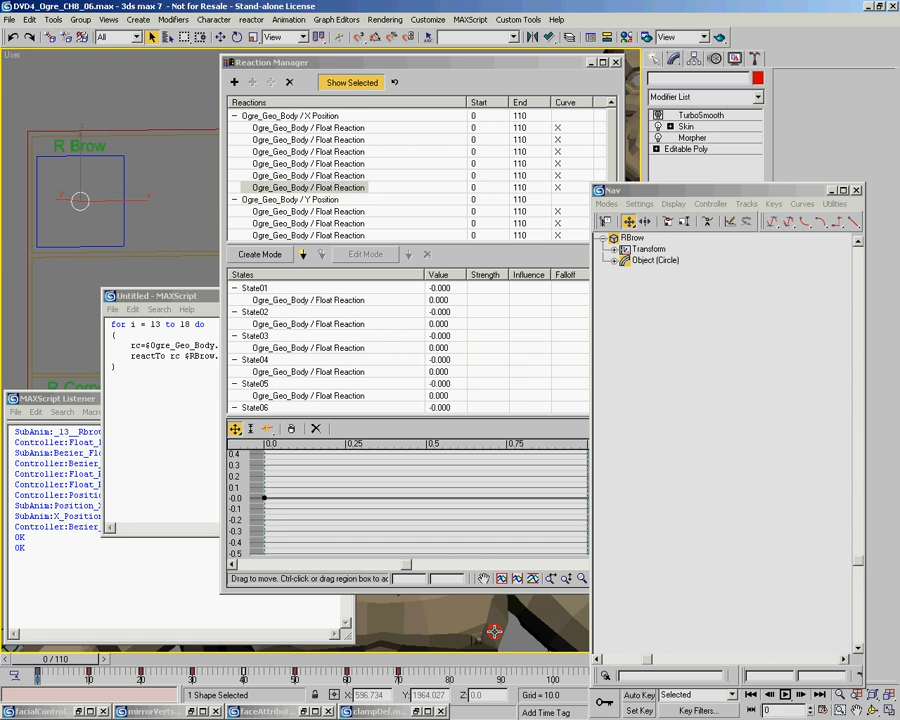 DVD4_Ogre_CH8_06.max - 3ds max 7 - Not for Resale - Stand-alone License
File Edit Tools Group Views Create Modifiers Character reactor Animation Graph Editors Rendering Customize MAXScript Help Custom Tools
All View View
User
R Brow
R Corn
Reaction Manager
Show Selected
Reactions Start End Curve
Ogre_Geo_Body / X Position 0 110
Ogre_Geo_Body / Float Reaction 0 110 X
Ogre_Geo_Body / Float Reaction 0 110 X
Ogre_Geo_Body / Float Reaction 0 110 X
Ogre_Geo_Body / Float Reaction 0 110 X
Ogre_Geo_Body / Float Reaction 0 110 X
Ogre_Geo_Body / Float Reaction 0 110 X
Ogre_Geo_Body / Y Position 0 110
Ogre_Geo_Body / Float Reaction 0 110 X
Ogre_Geo_Body / Float Reaction 0 110 X
Ogre_Geo_Body / Float Reaction 0 110 X
Create Mode Edit Mode
States Value Strength Influence Falloff
State01 -0.000
Ogre_Geo_Body / Float Reaction 0.000
State02 -0.000
Ogre_Geo_Body / Float Reaction 0.000
State03 -0.000
Ogre_Geo_Body / Float Reaction 0.000
State04 -0.000
Ogre_Geo_Body / Float Reaction 0.000
State05 -0.000
Ogre_Geo_Body / Float Reaction 0.000
State06 -0.000
0.0 0.25 0.5 0.75
0.4
0.3
0.2
0.1
-0.0
-0.1
-0.2
-0.3
-0.4
-0.5
Drag to move. Ctrl-click or drag region box to ad
Untitled - MAXScript
File Edit Search Help
for i = 13 to 18 do
(
rc=$Ogre_Geo_Body.
reactTo rc $RBrow.
)
MAXScript Listener
File Edit Search Macr
SubAnim:_13__Rbrow
Controller:Float_
SubAnim:Bezier_Flo
Controller:Bezier_
Controller:Float_
Controller:Float_
Controller:Positio
SubAnim:Position_X
SubAnim:X_Position
Controller:Bezier_
OK
OK
Modifier List
TurboSmooth
Skin
Morpher
Editable Poly
Nav
Modes Settings Display Controller Tracks Keys Curves Utilities
RBrow
Transform
Object (Circle)
0 / 110
10 20 30 40 50 60 70
1 Shape Selected X: 596.734 Y: 1964.027 Z: 0.0 Grid = 10.0
Auto Key Selected
Set Key Key Filters... 0
Add Time Tag
facialContro mirrorVerts. faceAttribut clampDef.m